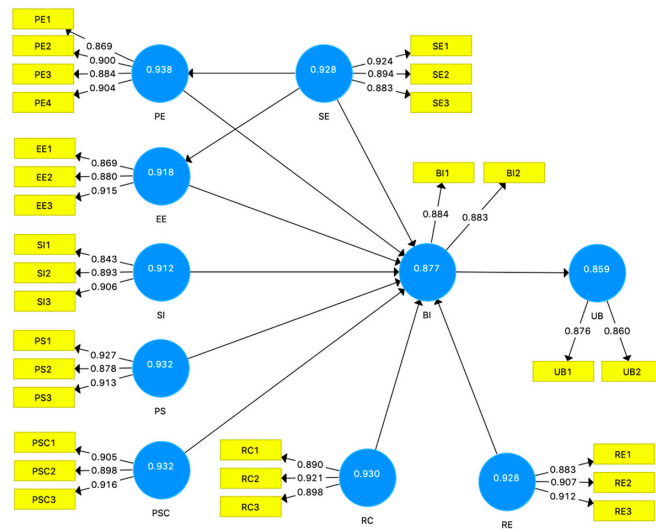 PE1
PE2
PE3
PE4
0.869
0.900
0.884
0.904
0.938
PE
0.928
SE
0.924
0.894
0.883
SE1
SE2
SE3
EE1
EE2
EE3
0.869
0.880
0.915
0.918
EE
BI1
BI2
0.884
0.883
SI1
SI2
SI3
0.843
0.893
0.906
0.912
SI
0.877
BI
0.859
UB
0.876
0.860
UB1
UB2
PS1
PS2
PS3
0.927
0.878
0.913
0.932
PS
PSC1
PSC2
PSC3
0.905
0.898
0.916
0.932
PSC
RC1
RC2
RC3
0.890
0.921
0.898
0.930
RC
0.928
RE
0.883
0.907
0.912
RE1
RE2
RE3